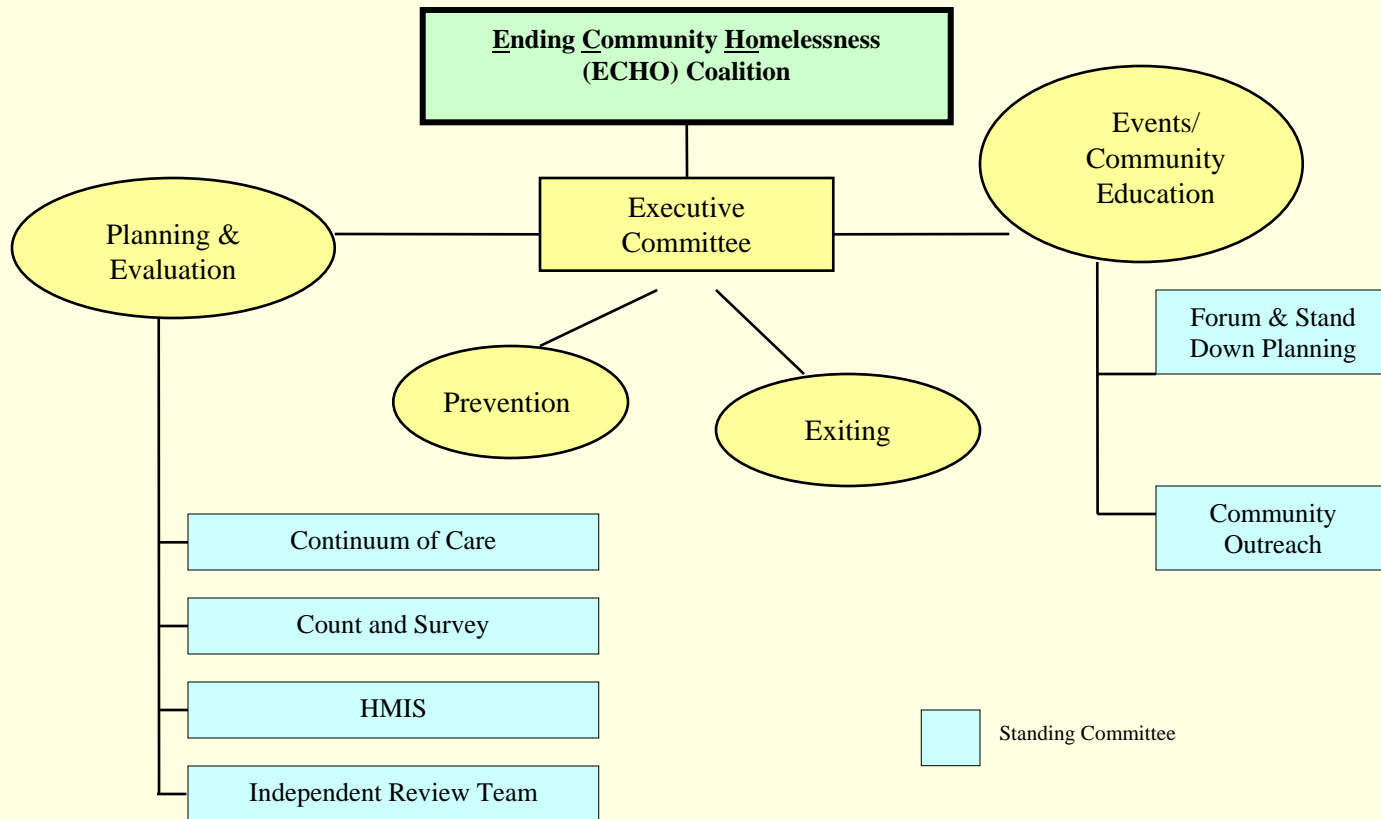 Ending Community Homelessness
(ECHO) Coalition
Events/
Community
Education
Executive
Committee
Planning &
Evaluation
Forum & Stand
Down Planning
Prevention
Exiting
Community
Outreach
Continuum of Care
Count and Survey
HMIS
Standing Committee
Independent Review Team